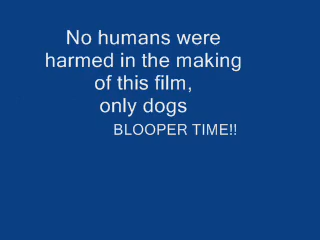 No humans were
harmed in the making
of this film,
only dogs
BLOOPER TIME!!